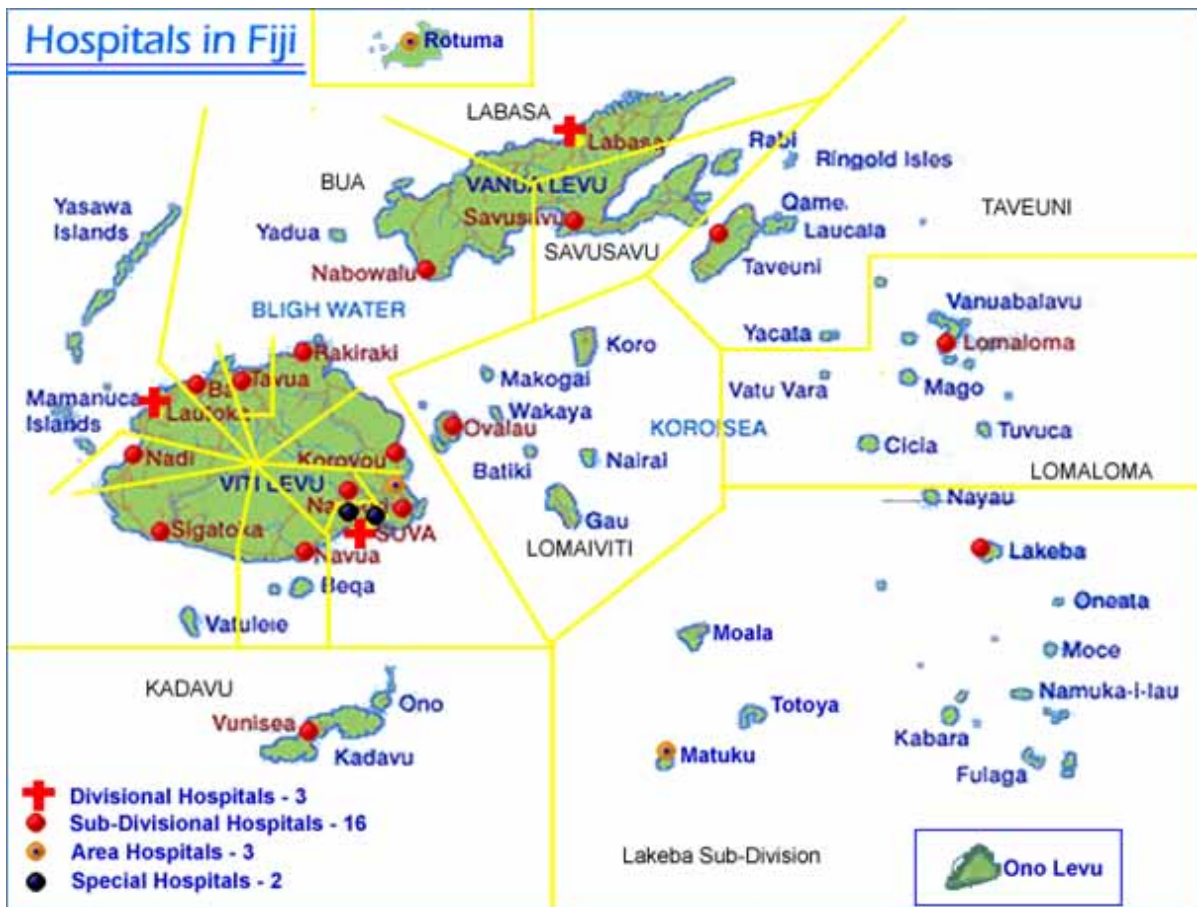 Hospitals in Fiji
Rotuma
LABASA
Labasa
Rabi
Ringold Isles
BUA
VANUA LEVU
Yasawa
Islands
Qame.
Laucala
TAVEUNI
Savusavu
Yadua
SAVUSAVU
Taveuni
Nabowalu
BLIGH WATER
Vanuabalavu
Koro
Yacata
Lomaloma
Rakiraki
Makogai
Tavua
Ba
Vatu Vara
Mago
Mamanuca
Islands
Lautoka
Wakaya
Ovalau
KOROISEA
Cicia
Tuvuca
Nadi
Korovou
Batiki
Nairai
LOMALOMA
VITI LEVU
Nayau
Gau
Sigatoka
SUVA
LOMAIVITI
Navua
Lakeba
Beqa
Oneata
Vatuleie
Moala
Moce
KADAVU
Ono
Namuka-i-lau
Totoya
Vunisea
Kabara
Kadavu
Matuku
Fulaga
Divisional Hospitals - 3
Sub-Divisional Hospitals - 16
Area Hospitals - 3
Special Hospitals - 2
Lakeba Sub-Division
Ono Levu